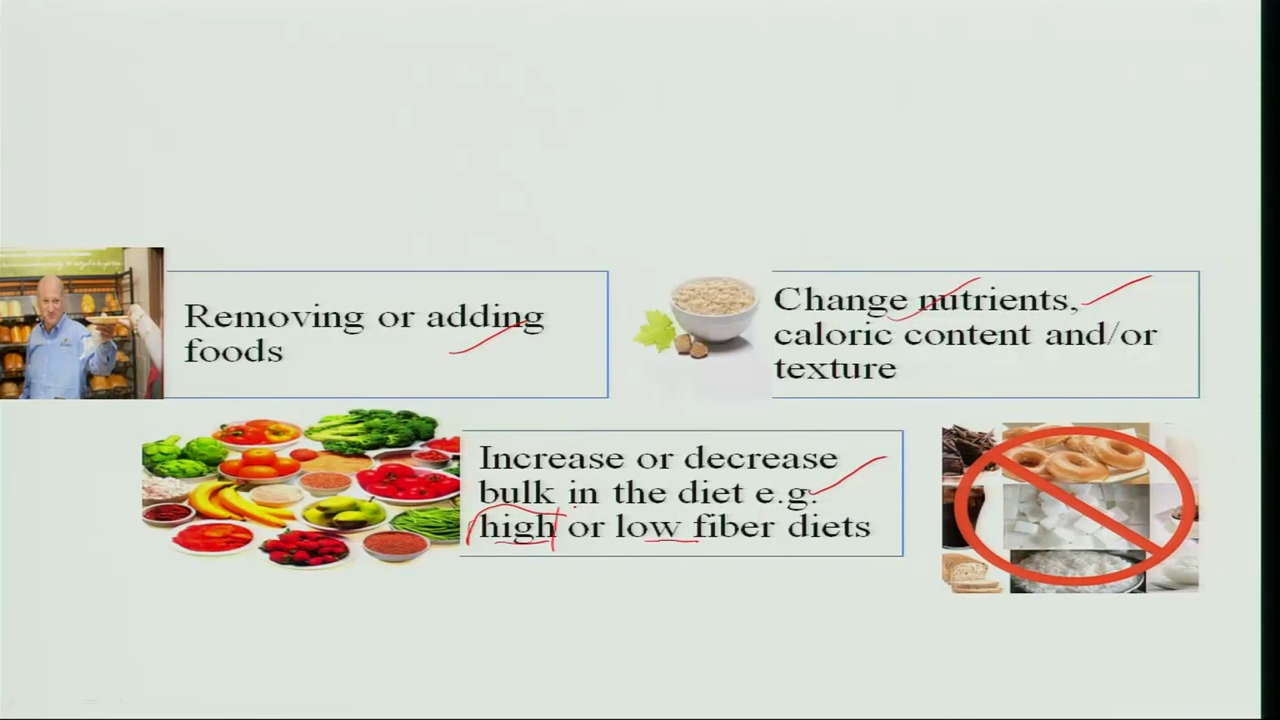 Removing or adding
foods
Change nutrients,
caloric content and/or
texture
Increase or decrease
bulk in the diet e.g.
high or low fiber diets